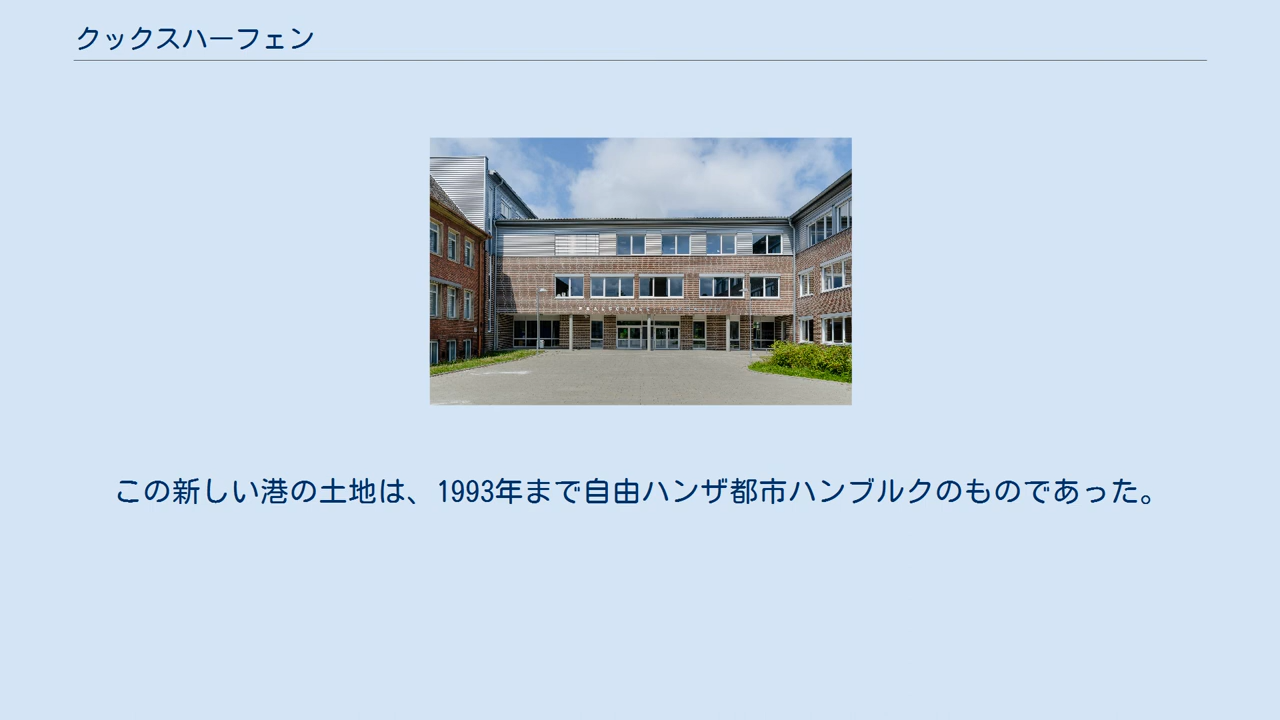 クックスハーフェン
この新しい港の土地は、1993年まで自由ハンザ都市ハンブルクのものであった。